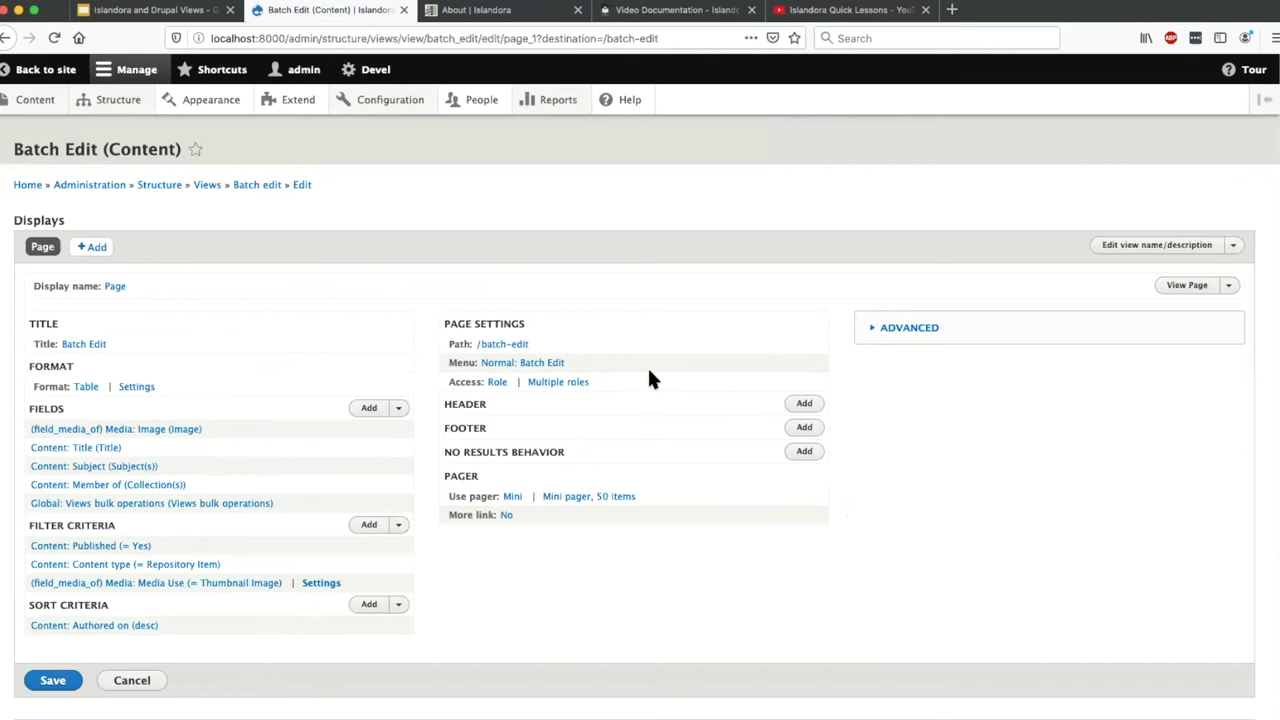 Islandora and Drupal Views - G
Batch Edit (Content) | Islandora
About | Islandora
Video Documentation - Islando
Islandora Quick Lessons - YouT
localhost:8000/admin/structure/views/view/batch_edit/edit/page_1?destination=/batch-edit
Search
ABP
Back to site
Manage
Shortcuts
admin
Devel
Tour
Content
Structure
Appearance
Extend
Configuration
People
Reports
Help
Batch Edit (Content)
Home » Administration » Structure » Views » Batch edit » Edit
Displays
Page
+ Add
Edit view name/description
Display name: Page
View Page
TITLE
Title: Batch Edit
FORMAT
Format: Table | Settings
FIELDS
Add
(field_media_of) Media: Image (Image)
Content: Title (Title)
Content: Subject (Subject(s))
Content: Member of (Collection(s))
Global: Views bulk operations (Views bulk operations)
FILTER CRITERIA
Add
Content: Published (= Yes)
Content: Content type (= Repository Item)
(field_media_of) Media: Media Use (= Thumbnail Image) | Settings
SORT CRITERIA
Add
Content: Authored on (desc)
PAGE SETTINGS
Path: /batch-edit
Menu: Normal: Batch Edit
Access: Role | Multiple roles
HEADER
Add
FOOTER
Add
NO RESULTS BEHAVIOR
Add
PAGER
Use pager: Mini | Mini pager, 50 items
More link: No
ADVANCED
Save
Cancel